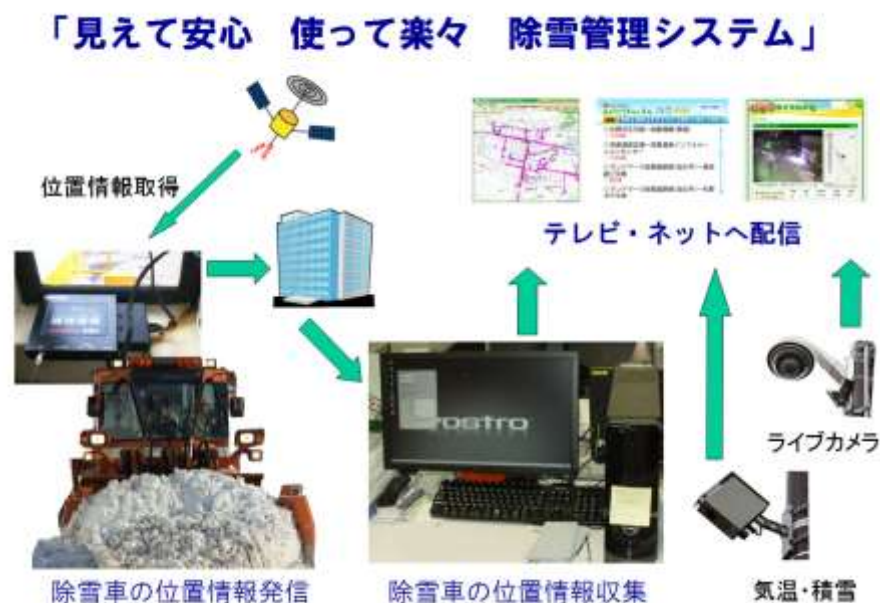 「見えて安心　使って楽々　除雪管理システム」
位置情報取得
テレビ・ネットへ配信
rostro
ライブカメラ
除雪車の位置情報発信
除雪車の位置情報収集
気温・積雪